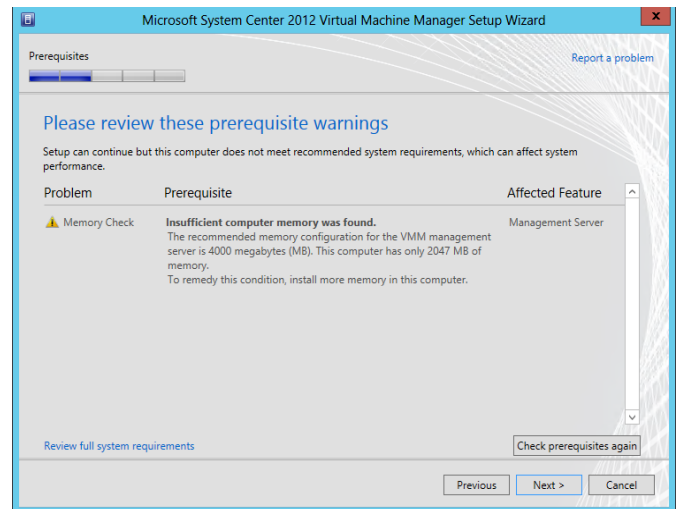 Microsoft System Center 2012 Virtual Machine Manager Setup Wizard
x
Prerequisites
Report a problem
Please review these prerequisite warnings
Setup can continue but this computer does not meet recommended system requirements, which can affect system
performance.
Problem Prerequisite Affected Feature
Memory Check Insufficient computer memory was found. Management Server
The recommended memory configuration for the VMM management
server is 4000 megabytes (MB). This computer has only 2047 MB of
memory.
To remedy this condition, install more memory in this computer.
Review full system requirements
Check prerequisites again
Previous Next > Cancel